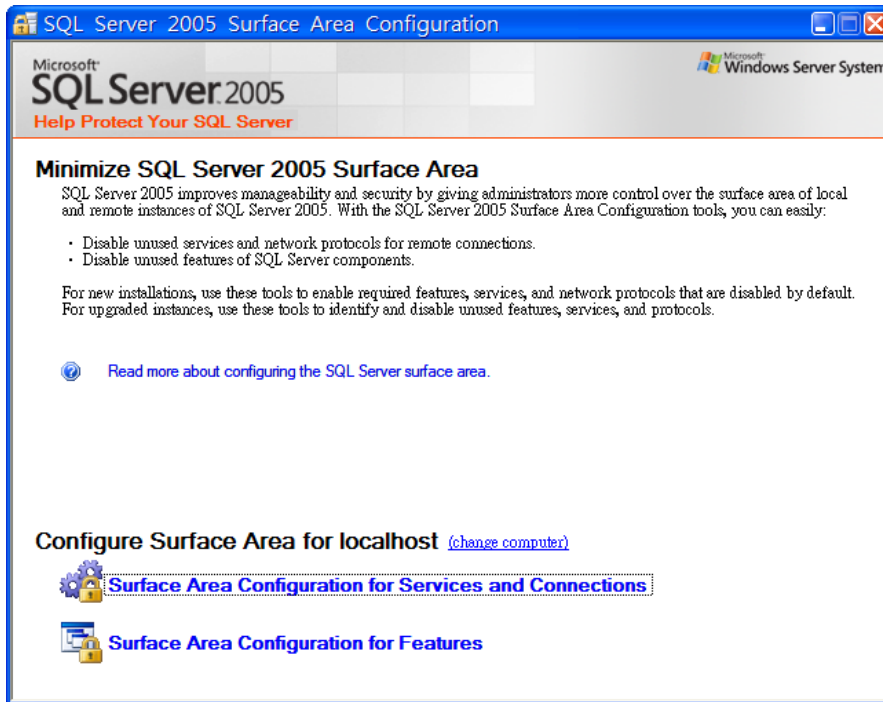 SQL Server 2005 Surface Area Configuration
Microsoft
SQL Server 2005
Help Protect Your SQL Server
Microsoft
Windows Server System
Minimize SQL Server 2005 Surface Area
SQL Server 2005 improves manageability and security by giving administrators more control over the surface area of local
and remote instances of SQL Server 2005. With the SQL Server 2005 Surface Area Configuration tools, you can easily:
• Disable unused services and network protocols for remote connections.
• Disable unused features of SQL Server components.
For new installations, use these tools to enable required features, services, and network protocols that are disabled by default.
For upgraded instances, use these tools to identify and disable unused features, services, and protocols.
Read more about configuring the SQL Server surface area.
Configure Surface Area for localhost (change computer)
Surface Area Configuration for Services and Connections
Surface Area Configuration for Features